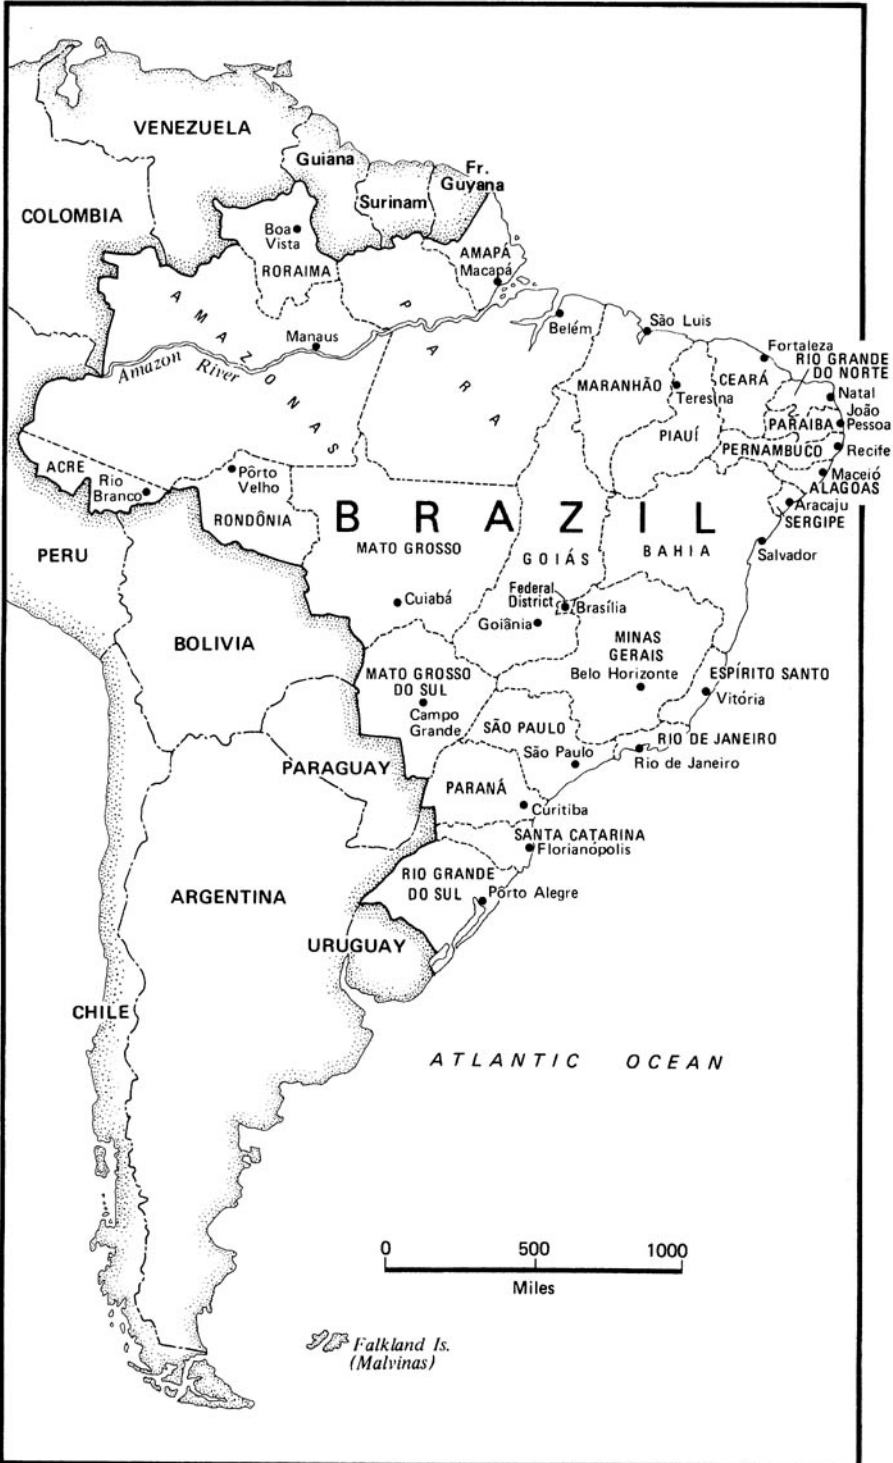 VENEZUELA
Guiana
Fr.
Guyana
Surinam
COLOMBIA
Boa
Vista
RORAIMA
AMAPÁ
Macapá
AMAZONAS
PARA
Belém
São Luis
Manaus
Amazon River
Fortaleza
RIO GRANDE
DO NORTE
MARANHÃO
Teresina
CEARÁ
Natal
João
Pessoa
PARAIBA
PIAUÍ
PERNAMBUCO
Recife
ACRE
Rio
Branco
Pôrto
Velho
Maceió
ALAGOAS
Aracaju
SERGIPE
RONDÔNIA
BRAZIL
MATO GROSSO
GOIÁS
BAHIA
Salvador
PERU
Cuiabá
Federal
District
Brasília
Goiânia
BOLIVIA
MINAS
GERAIS
Belo Horizonte
ESPÍRITO SANTO
Vitória
MATO GROSSO
DO SUL
Campo
Grande
SÃO PAULO
São Paulo
RIO DE JANEIRO
Rio de Janeiro
PARAGUAY
PARANÁ
Curitiba
SANTA CATARINA
Florianópolis
RIO GRANDE
DO SUL
Pôrto Alegre
ARGENTINA
URUGUAY
CHILE
ATLANTIC OCEAN
0 500 1000
Miles
Falkland Is.
(Malvinas)